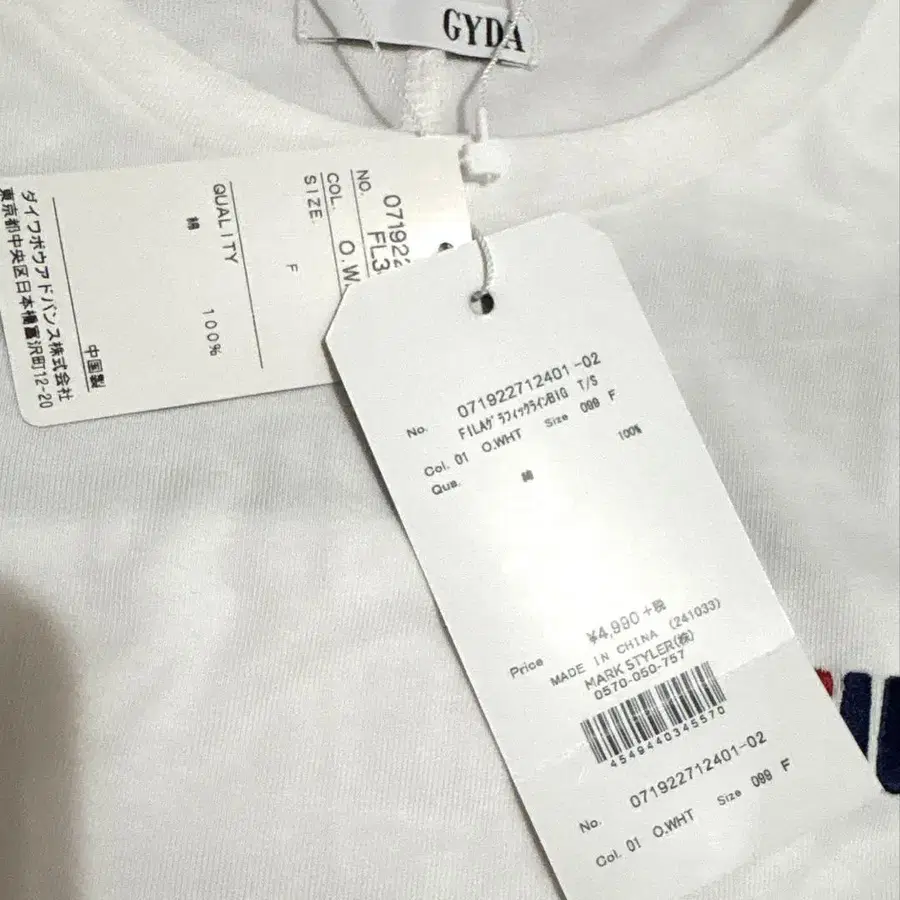 GYDA
NO. 071922
FL3
COL. O.W
SIZE F
QUALITY
綿 100%
中国製
ダイワボウアドバンス株式会社
東京都中央区日本橋富沢町12-20
No. 071922712401-02
FILAグラフィックラインBIG T/S
Col. 01 O.WHT Size 099 F
Qua. 綿 100%
Price ¥4,990+税
MADE IN CHINA (241033)
MARK STYLER(株)
0570-050-757
4549440345570
No. 071922712401-02
Col. 01 O.WHT Size 099 F